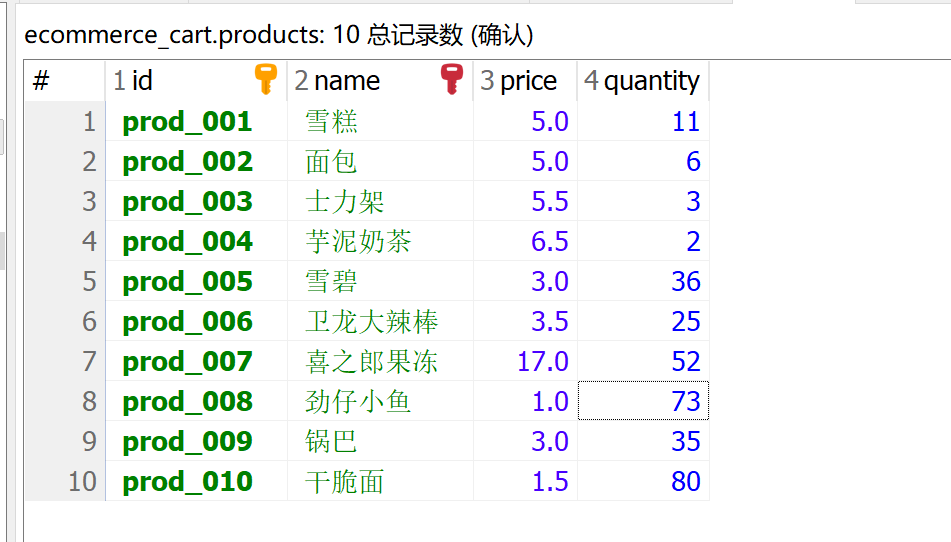 ecommerce_cart.products: 10 总记录数 (确认)
# 1 id 2 name 3 price 4 quantity
1 prod_001 雪糕 5.0 11
2 prod_002 面包 5.0 6
3 prod_003 士力架 5.5 3
4 prod_004 芋泥奶茶 6.5 2
5 prod_005 雪碧 3.0 36
6 prod_006 卫龙大辣棒 3.5 25
7 prod_007 喜之郎果冻 17.0 52
8 prod_008 劲仔小鱼 1.0 73
9 prod_009 锅巴 3.0 35
10 prod_010 干脆面 1.5 80